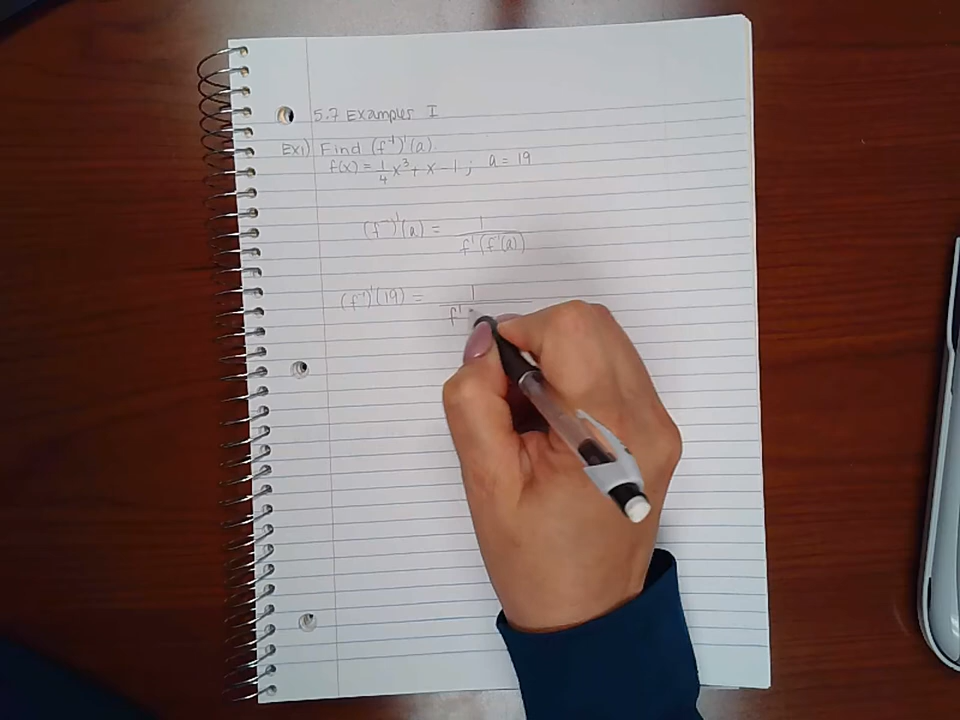 5.7 Examples I
EX1) Find (f⁻¹)'(a).
f(x) = 1/4 x³ + x - 1 ; a = 19
(f⁻¹)'(a) = 1 / f'(f⁻¹(a))
(f⁻¹)'(19) = 1 / f'